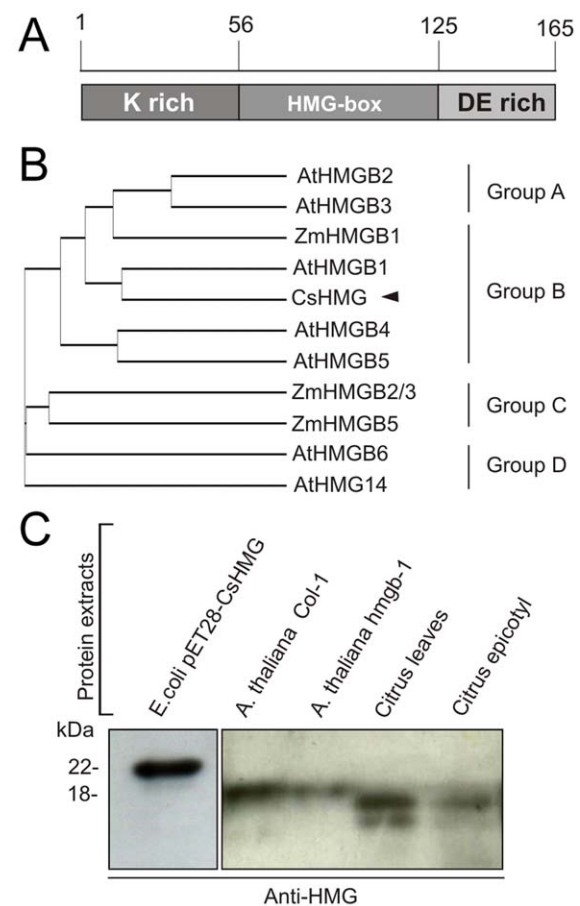 A
1 56 125 165
K rich HMG-box DE rich
B
AtHMGB2
AtHMGB3
Group A
ZmHMGB1
AtHMGB1
CsHMG
AtHMGB4
AtHMGB5
Group B
ZmHMGB2/3
ZmHMGB5
Group C
AtHMGB6
AtHMG14
Group D
C
Protein extracts
E.coli pET28-CsHMG
A. thaliana Col-1
A. thaliana hmgb-1
Citrus leaves
Citrus epicotyl
kDa
22-
18-
Anti-HMG